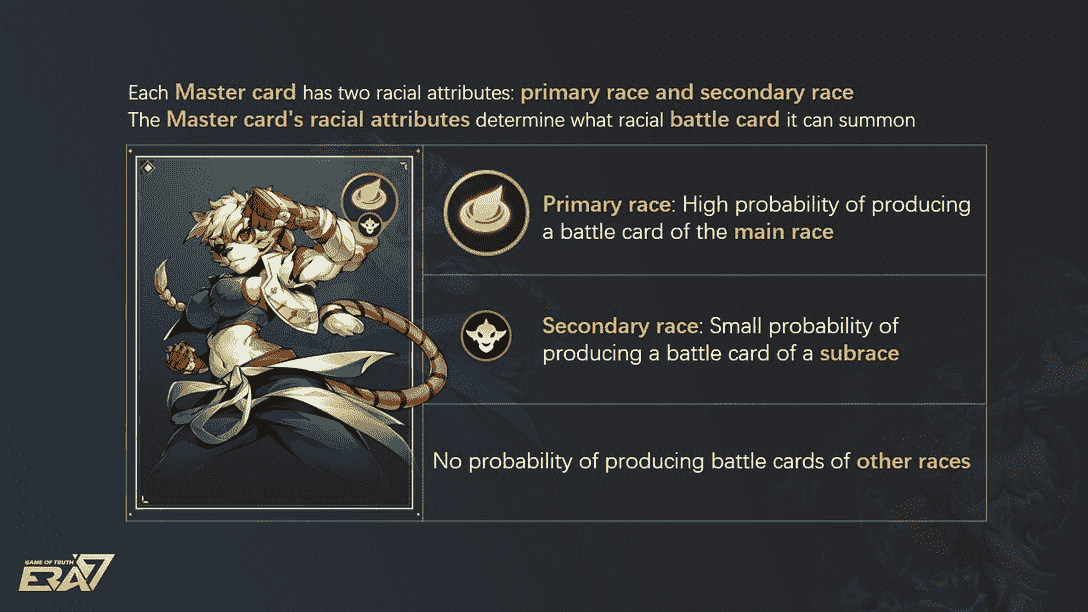 Each Master card has two racial attributes: primary race and secondary race
The Master card's racial attributes determine what racial battle card it can summon
Primary race: High probability of producing
a battle card of the main race
Secondary race: Small probability of
producing a battle card of a subrace
No probability of producing battle cards of other races
GAME OF TRUTH
ERA7